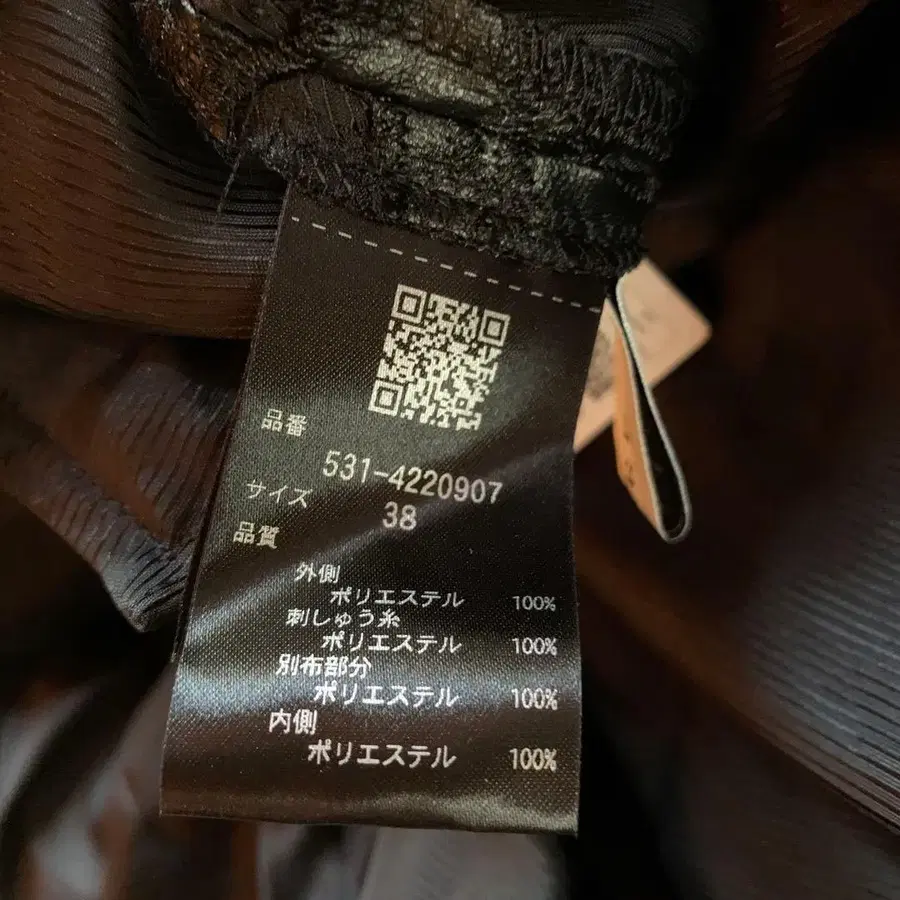 品番
531-4220907
サイズ
38
品質
外側
ポリエステル 100%
刺しゅう糸
ポリエステル 100%
別布部分
ポリエステル 100%
内側
ポリエステル 100%